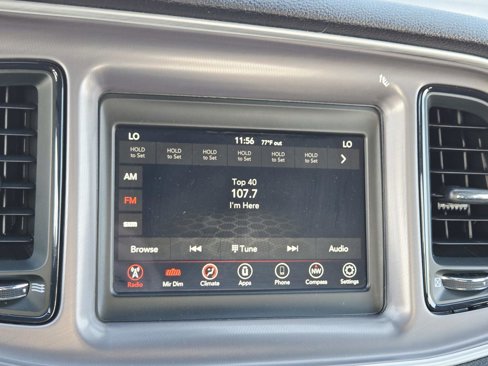 LO 11:56 77°F out LO
HOLD to Set HOLD to Set HOLD to Set HOLD to Set HOLD to Set HOLD to Set
AM
Top 40
FM
107.7
I'm Here
Browse Tune Audio
NW
Radio Mir Dim Climate Apps Phone Compass Settings